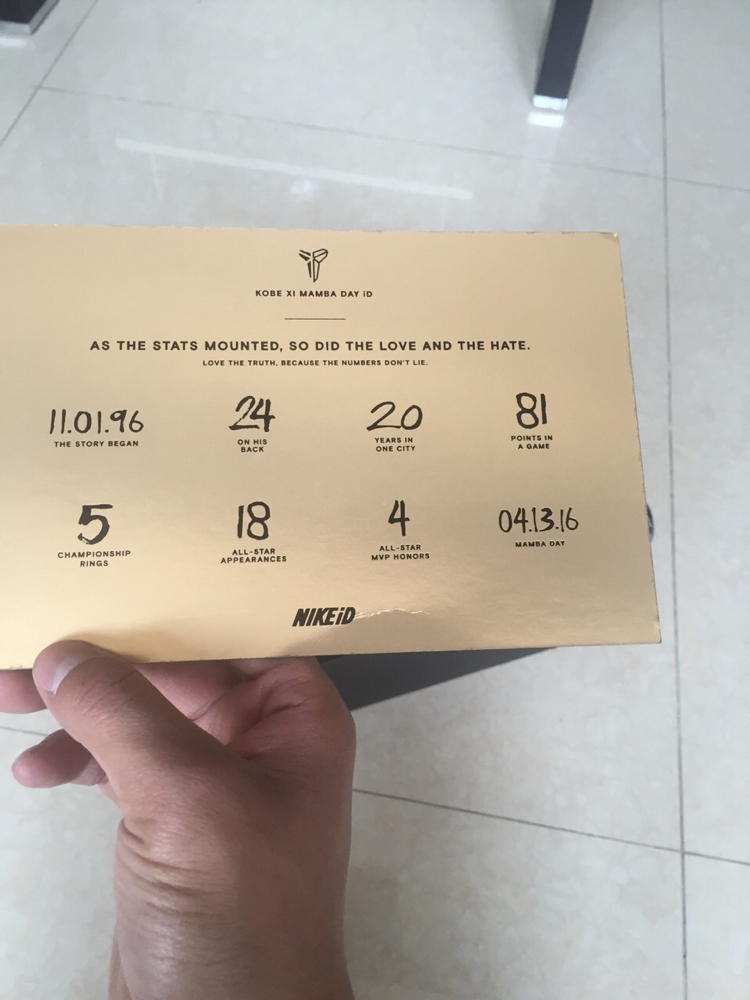 KOBE XI MAMBA DAY iD
AS THE STATS MOUNTED, SO DID THE LOVE AND THE HATE.
LOVE THE TRUTH, BECAUSE THE NUMBERS DON'T LIE.
11.01.96
THE STORY BEGAN
24
ON HIS
BACK
20
YEARS IN
ONE CITY
81
POINTS IN
A GAME
5
CHAMPIONSHIP
RINGS
18
ALL-STAR
APPEARANCES
4
ALL-STAR
MVP HONORS
04.13.16
MAMBA DAY
NIKEiD